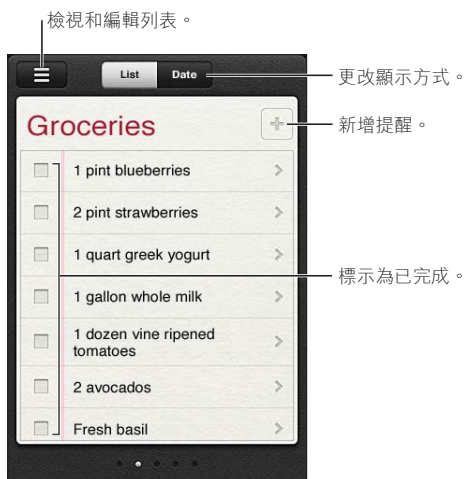 檢視和編輯列表。
List
Date
更改顯示方式。
Groceries
新增提醒。
1 pint blueberries
2 pint strawberries
1 quart greek yogurt
標示為已完成。
1 gallon whole milk
1 dozen vine ripened
tomatoes
2 avocados
Fresh basil